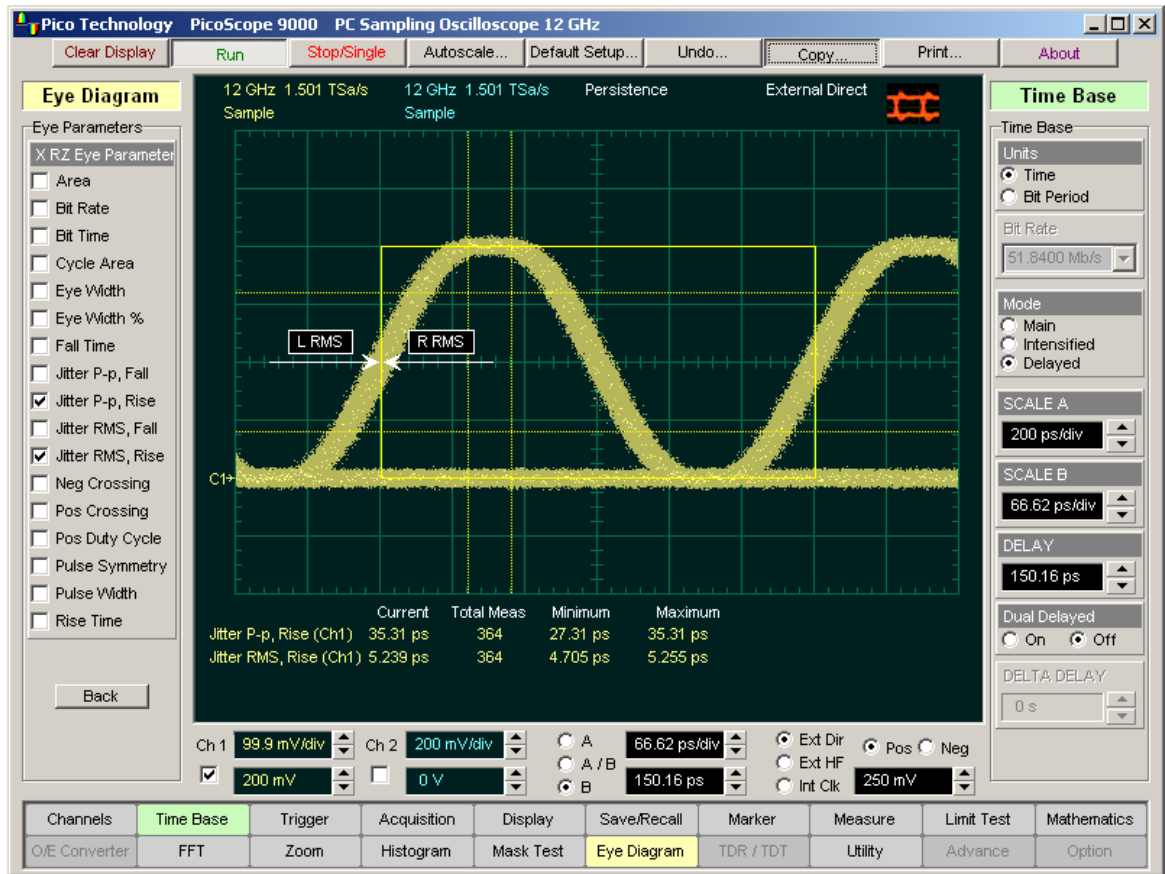 Pico Technology PicoScope 9000 PC Sampling Oscilloscope 12 GHz
Clear Display Run Stop/Single Autoscale... Default Setup... Undo... Copy... Print... About
Eye Diagram
Eye Parameters
X RZ Eye Parameter
Area
Bit Rate
Bit Time
Cycle Area
Eye Width
Eye Width %
Fall Time
Jitter P-p, Fall
Jitter P-p, Rise
Jitter RMS, Fall
Jitter RMS, Rise
Neg Crossing
Pos Crossing
Pos Duty Cycle
Pulse Symmetry
Pulse Width
Rise Time
Back
12 GHz 1.501 TSa/s 12 GHz 1.501 TSa/s Persistence External Direct
Sample Sample
L RMS R RMS
C1
Current Total Meas Minimum Maximum
Jitter P-p, Rise (Ch1) 35.31 ps 364 27.31 ps 35.31 ps
Jitter RMS, Rise (Ch1) 5.239 ps 364 4.705 ps 5.255 ps
Time Base
Time Base
Units
Time
Bit Period
Bit Rate
51.8400 Mb/s
Mode
Main
Intensified
Delayed
SCALE A
200 ps/div
SCALE B
66.62 ps/div
DELAY
150.16 ps
Dual Delayed
On Off
DELTA DELAY
0 s
Ch 1 99.9 mV/div Ch 2 200 mV/div A 66.62 ps/div Ext Dir Pos Neg
A / B Ext HF
200 mV 0 V B 150.16 ps Int Clk 250 mV
Channels Time Base Trigger Acquisition Display Save/Recall Marker Measure Limit Test Mathematics
O/E Converter FFT Zoom Histogram Mask Test Eye Diagram TDR / TDT Utility Advance Option